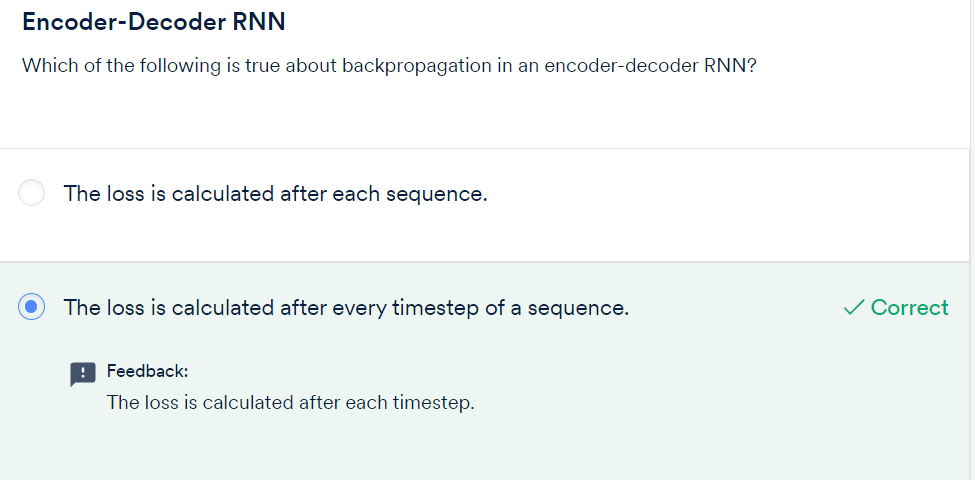 Encoder-Decoder RNN
Which of the following is true about backpropagation in an encoder-decoder RNN?
The loss is calculated after each sequence.
The loss is calculated after every timestep of a sequence.
Correct
Feedback:
The loss is calculated after each timestep.